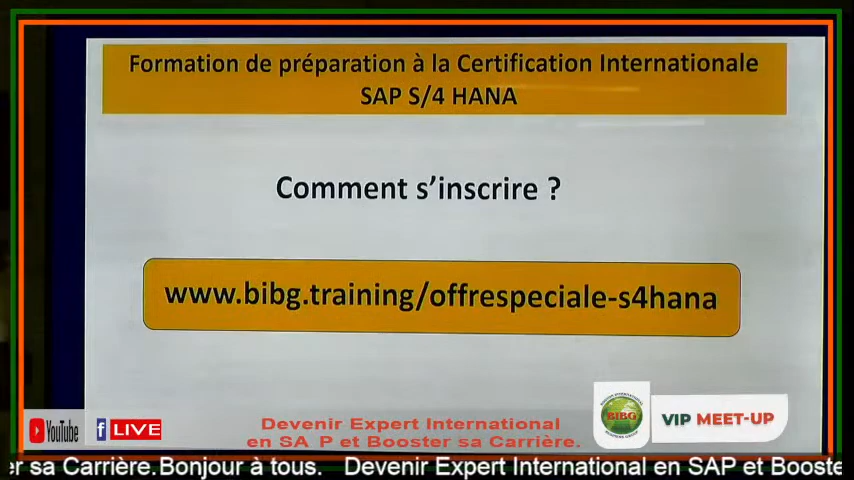 Formation de préparation à la Certification Internationale
SAP S/4 HANA
Comment s’inscrire ?
www.bibg.training/offrespeciale-s4hana
YouTube
f LIVE
Devenir Expert International
en SA P et Booster sa Carrière.
BIBG
VIP MEET-UP
er sa Carrière.Bonjour à tous. Devenir Expert International en SAP et Booste